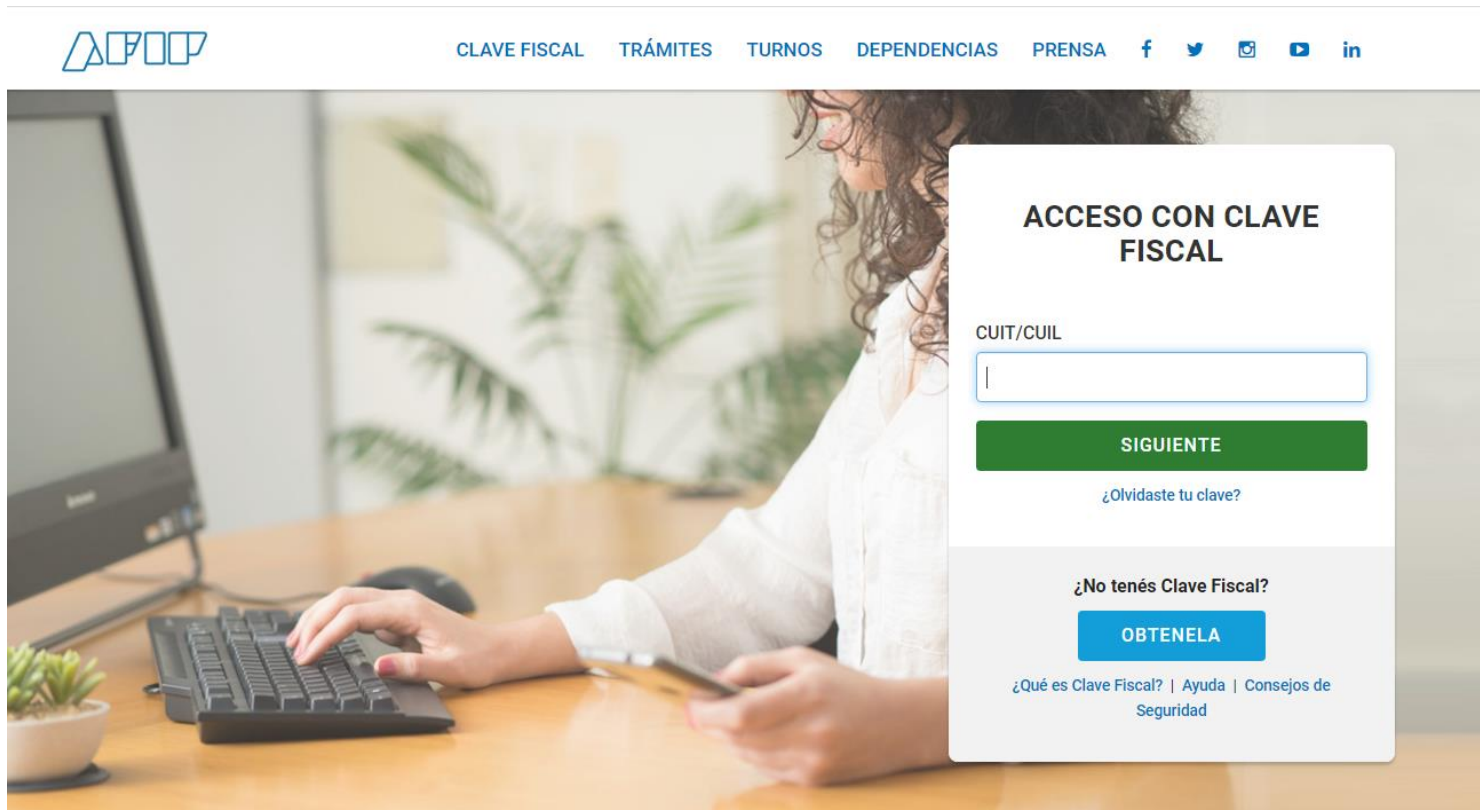 AFIP
CLAVE FISCAL TRÁMITES TURNOS DEPENDENCIAS PRENSA
ACCESO CON CLAVE
FISCAL
CUIT/CUIL
SIGUIENTE
¿Olvidaste tu clave?
¿No tenés Clave Fiscal?
OBTENELA
¿Qué es Clave Fiscal? | Ayuda | Consejos de
Seguridad